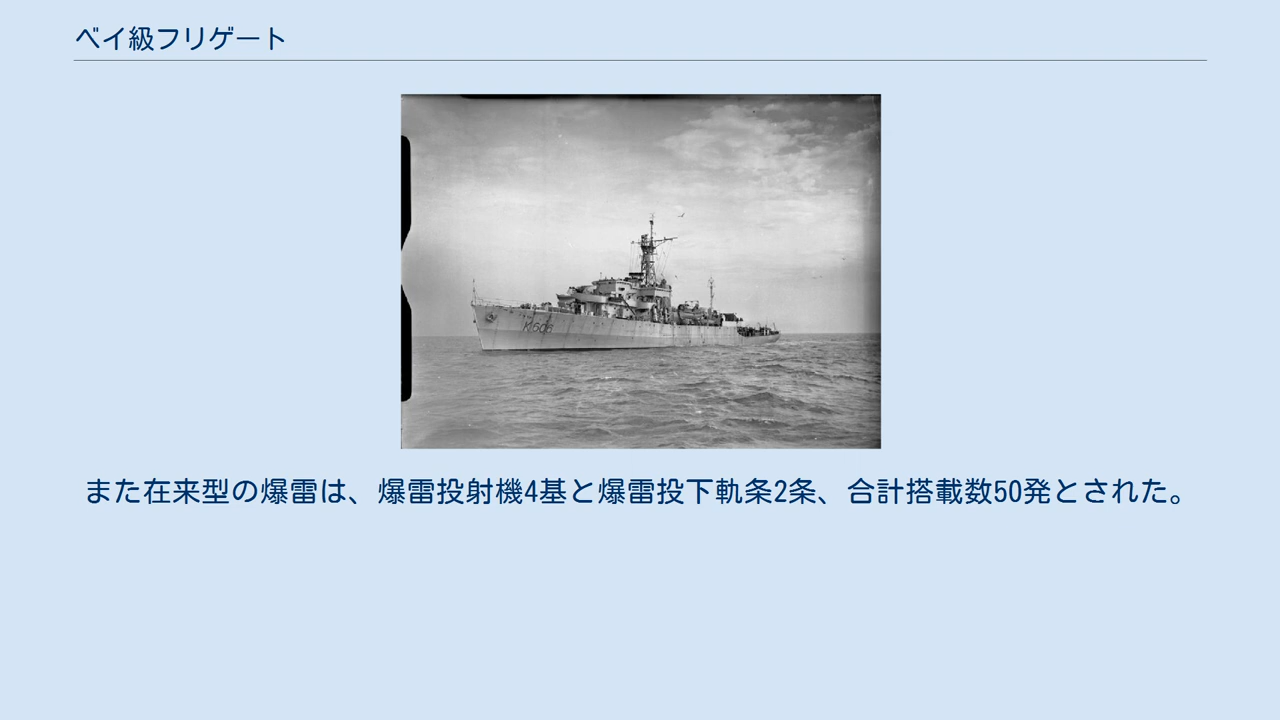 ベイ級フリゲート
また在来型の爆雷は、爆雷投射機4基と爆雷投下軌条2条、合計搭載数50発とされた。